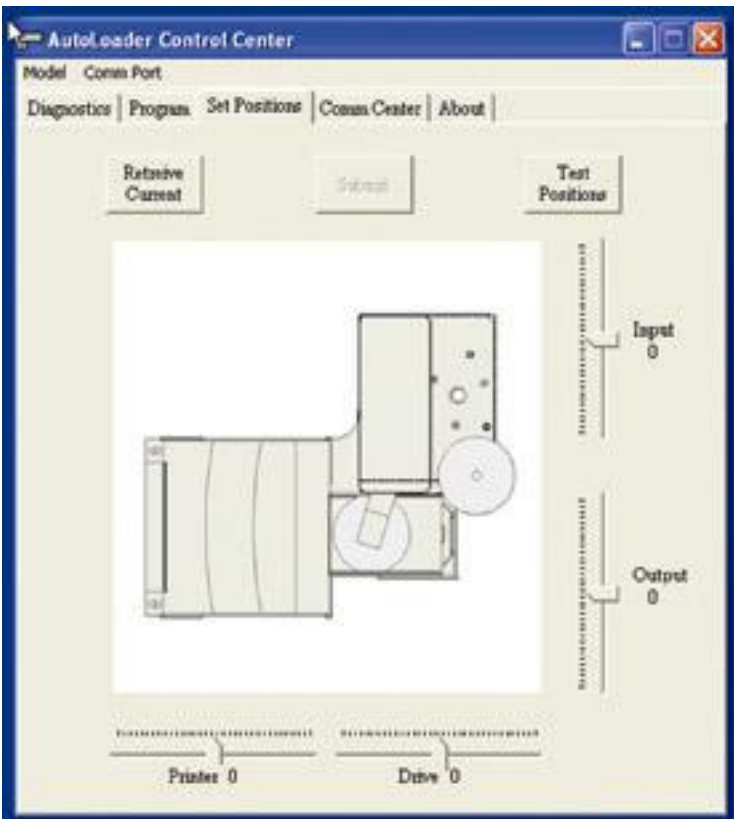 AutoLoader Control Center
Model Comm Port
Diagnostics Program Set Positions Comm Center About
Retreive
Current
Submit
Test
Positions
Input
0
Output
0
Printer 0
Drive 0